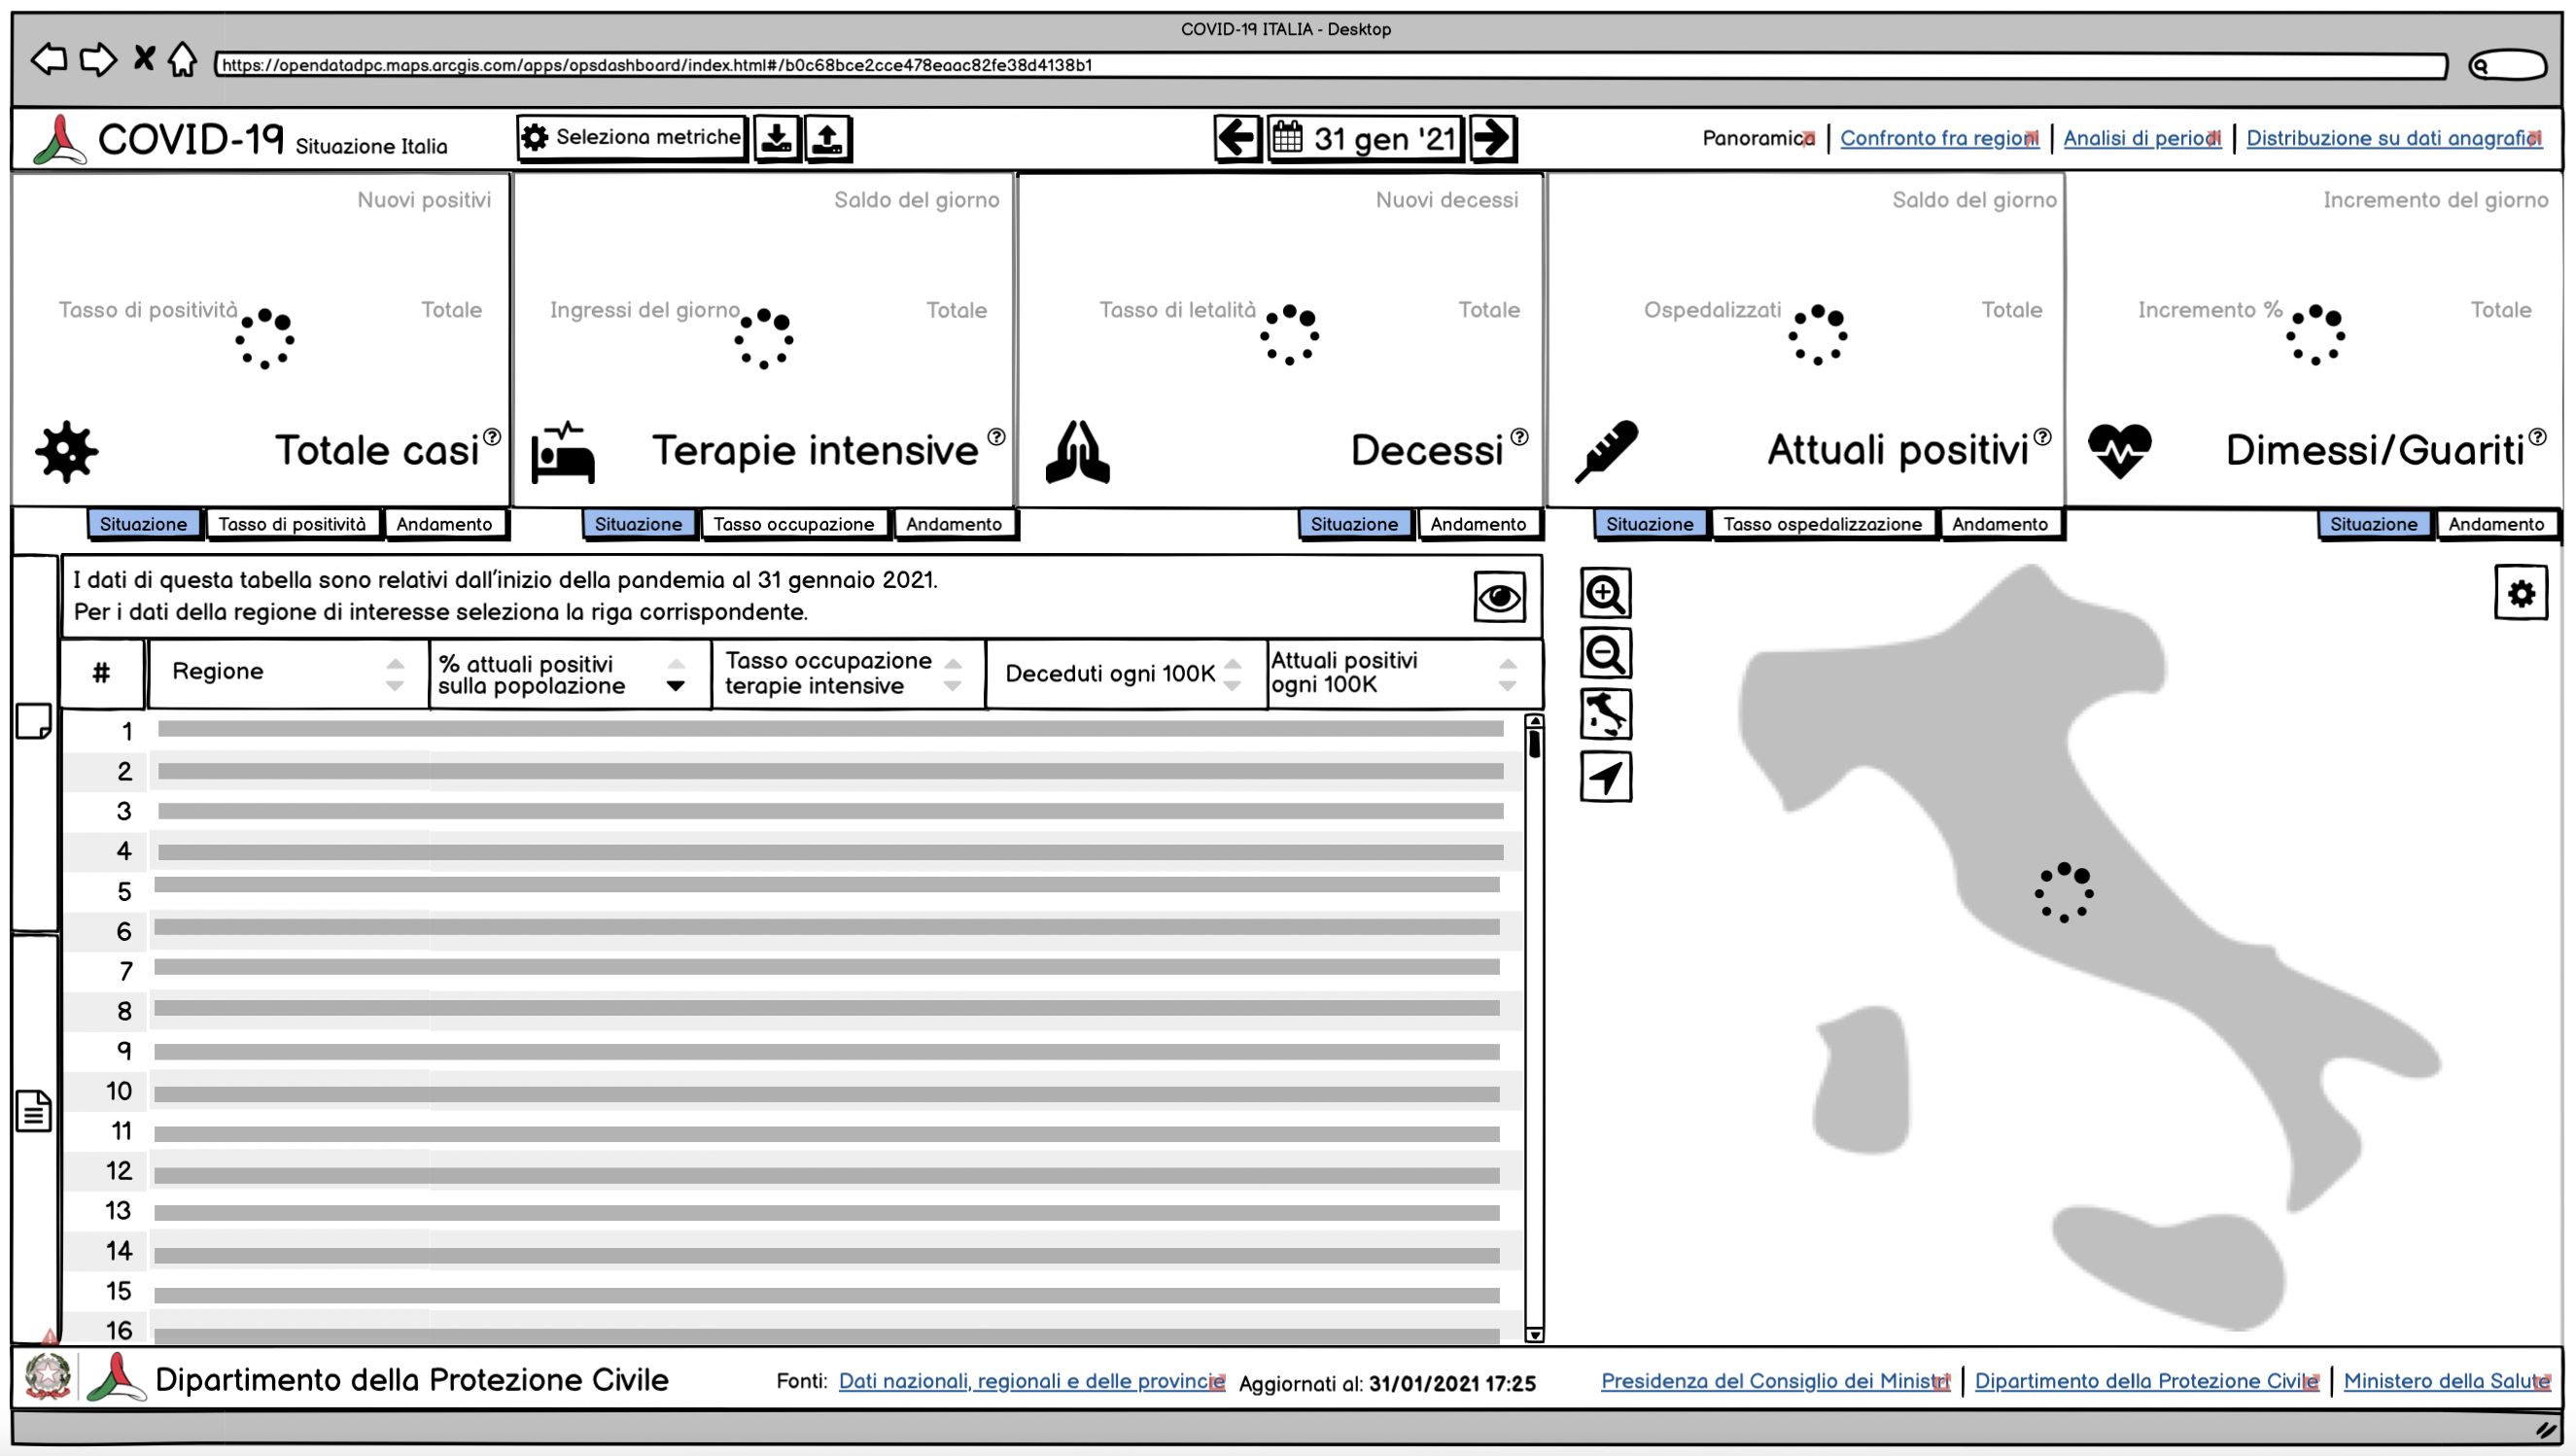 COVID-19 ITALIA - Desktop
https://opendatadpc.maps.arcgis.com/apps/opsdashboard/index.html#/b0c68bce2cce478eaac82fe38d4138b1
COVID-19 Situazione Italia
Seleziona metriche
31 gen '21
Panoramica | Confronto fra regioni | Analisi di periodi | Distribuzione su dati anagrafici
Nuovi positivi
Tasso di positività
Totale
Totale casi ?
Situazione
Tasso di positività
Andamento
Saldo del giorno
Ingressi del giorno
Totale
Terapie intensive ?
Situazione
Tasso occupazione
Andamento
Nuovi decessi
Tasso di letalità
Totale
Decessi ?
Situazione
Andamento
Saldo del giorno
Ospedalizzati
Totale
Attuali positivi ?
Situazione
Tasso ospedalizzazione
Andamento
Incremento del giorno
Incremento %
Totale
Dimessi/Guariti ?
Situazione
Andamento
I dati di questa tabella sono relativi dall'inizio della pandemia al 31 gennaio 2021.
Per i dati della regione di interesse seleziona la riga corrispondente.
#
Regione
% attuali positivi
sulla popolazione
Tasso occupazione
terapie intensive
Deceduti ogni 100K
Attuali positivi
ogni 100K
1
2
3
4
5
6
7
8
9
10
11
12
13
14
15
16
Dipartimento della Protezione Civile
Fonti: Dati nazionali, regionali e delle provincie
Aggiornati al: 31/01/2021 17:25
Presidenza del Consiglio dei Ministri | Dipartimento della Protezione Civile | Ministero della Salute